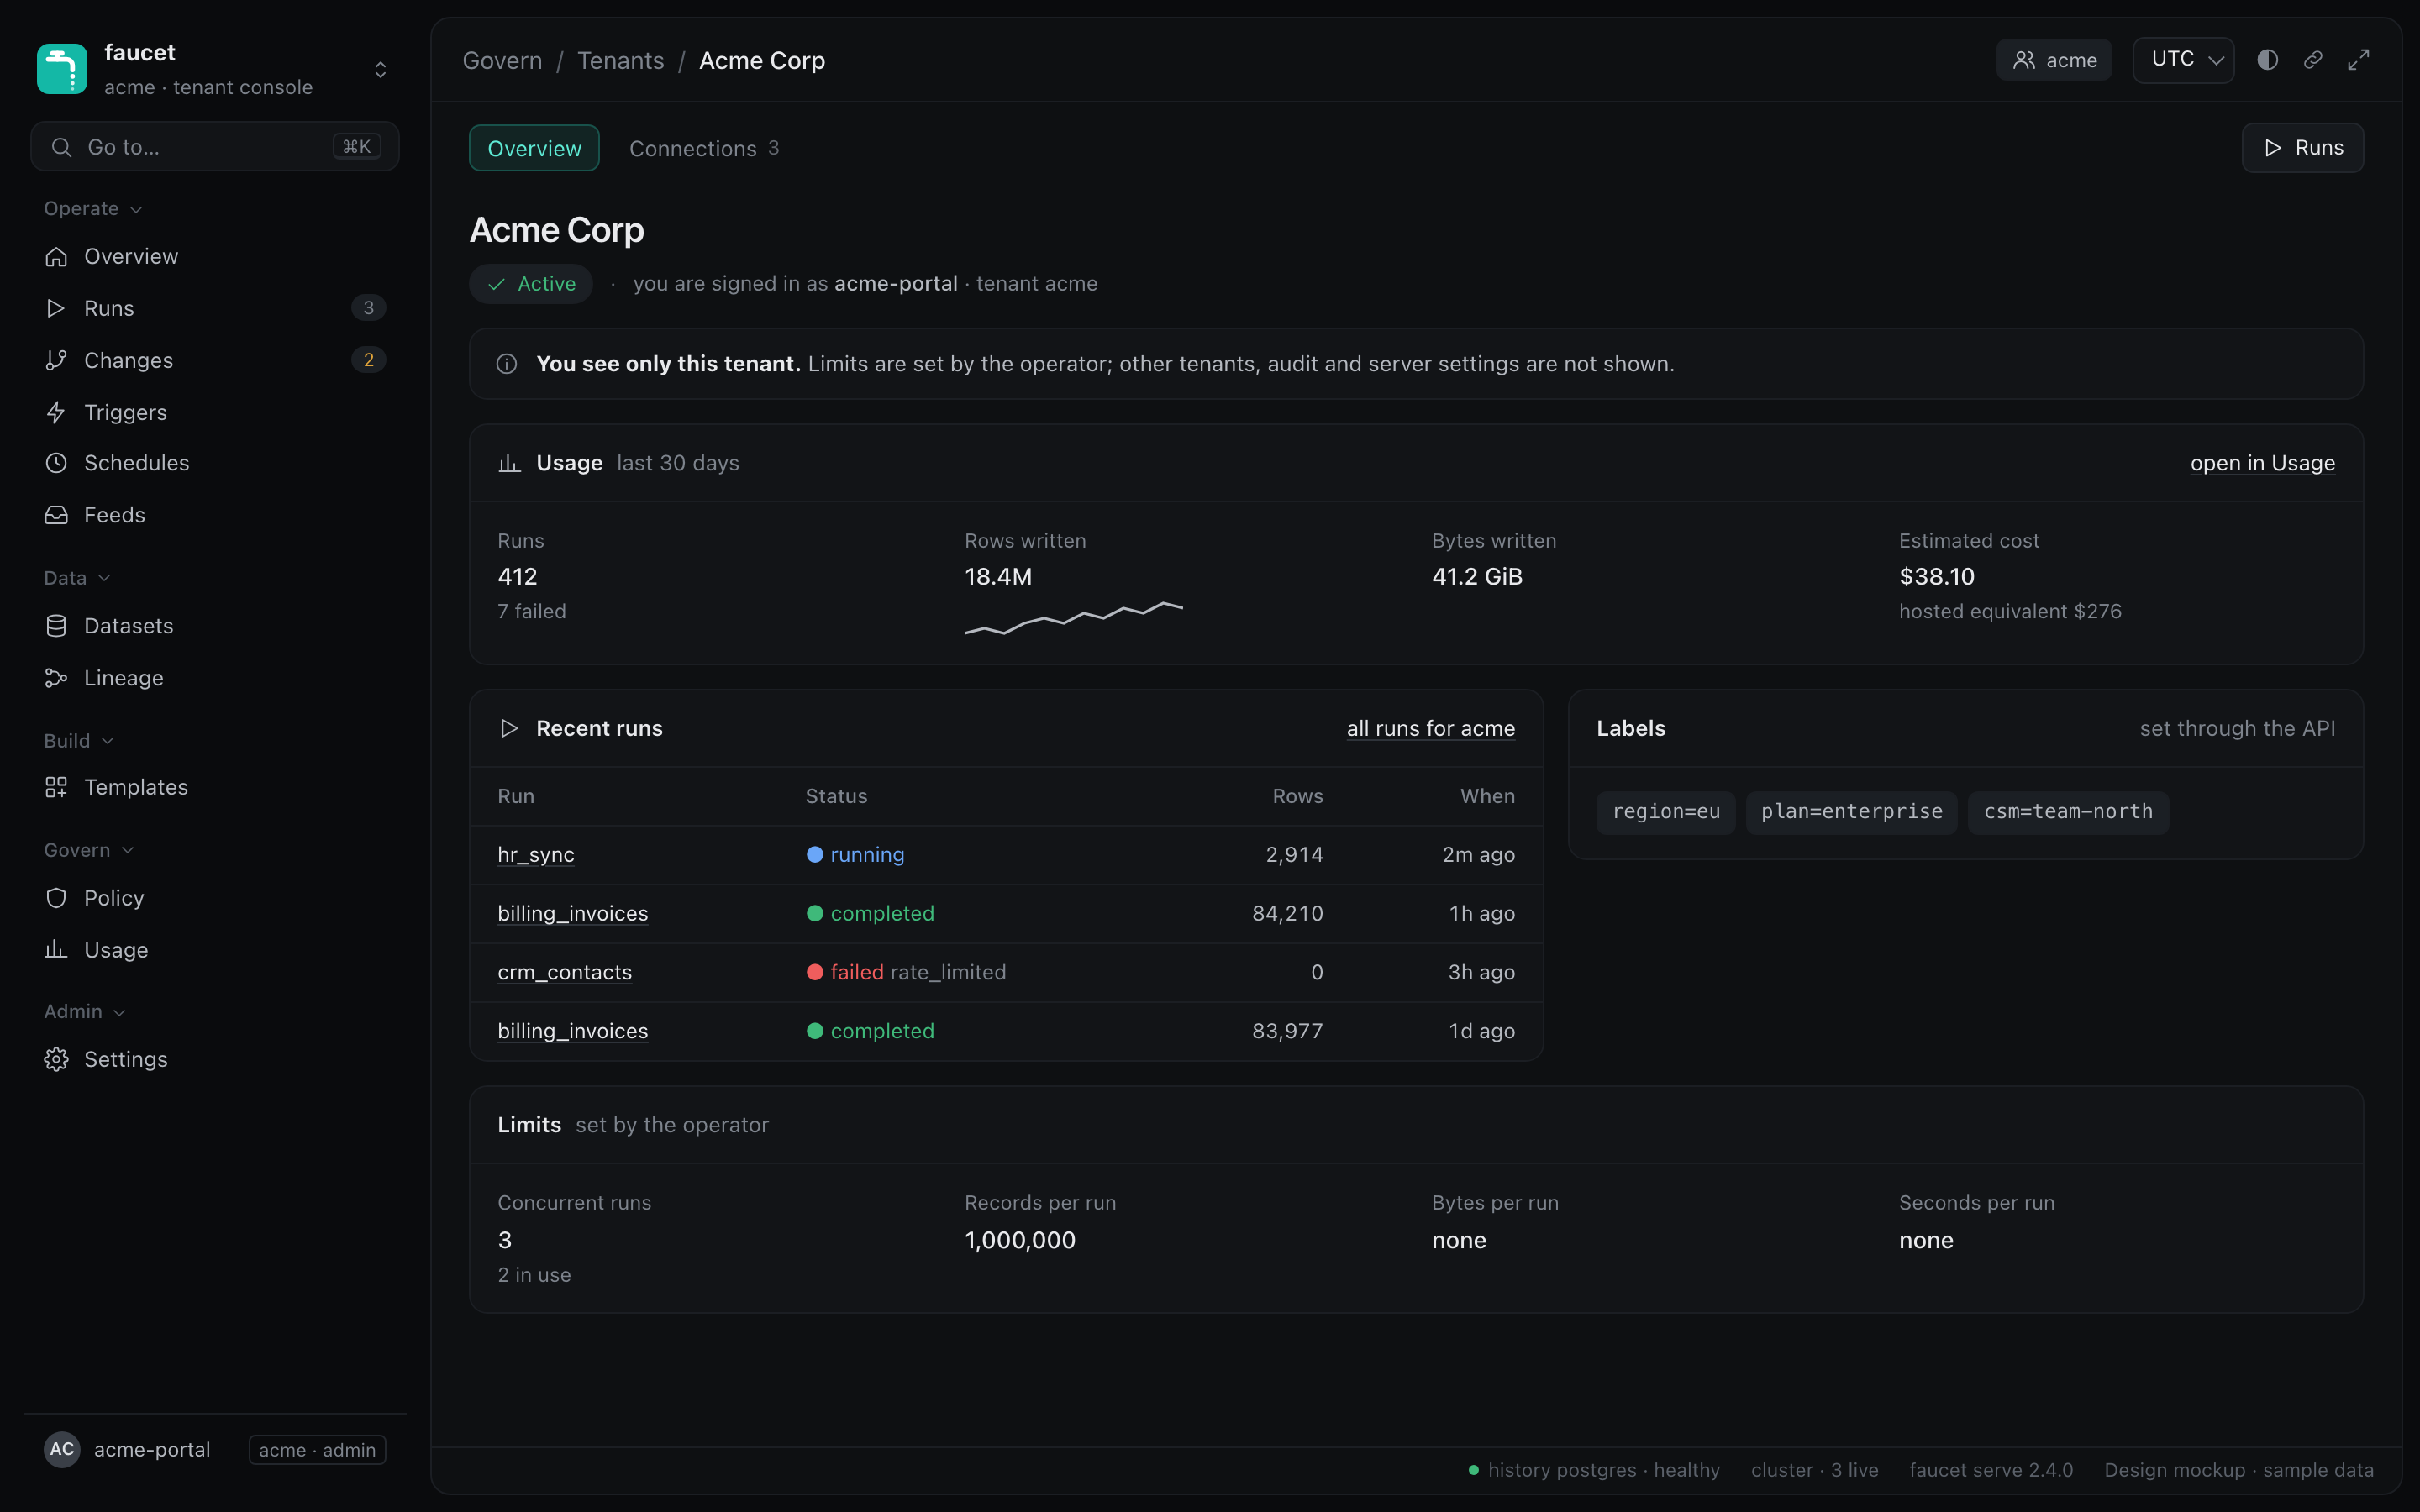 faucet
acme · tenant console
Go to... ⌘K
Operate
Overview
Runs 3
Changes 2
Triggers
Schedules
Feeds
Data
Datasets
Lineage
Build
Templates
Govern
Policy
Usage
Admin
Settings
AC acme-portal acme · admin
Govern / Tenants / Acme Corp
acme UTC
Overview Connections 3 Runs
Acme Corp
Active · you are signed in as acme-portal · tenant acme
You see only this tenant. Limits are set by the operator; other tenants, audit and server settings are not shown.
Usage last 30 days open in Usage
Runs Rows written Bytes written Estimated cost
412 18.4M 41.2 GiB $38.10
7 failed hosted equivalent $276
Recent runs all runs for acme
Run Status Rows When
hr_sync running 2,914 2m ago
billing_invoices completed 84,210 1h ago
crm_contacts failed rate_limited 0 3h ago
billing_invoices completed 83,977 1d ago
Labels set through the API
region=eu plan=enterprise csm=team-north
Limits set by the operator
Concurrent runs Records per run Bytes per run Seconds per run
3 1,000,000 none none
2 in use
history postgres · healthy cluster · 3 live faucet serve 2.4.0 Design mockup · sample data